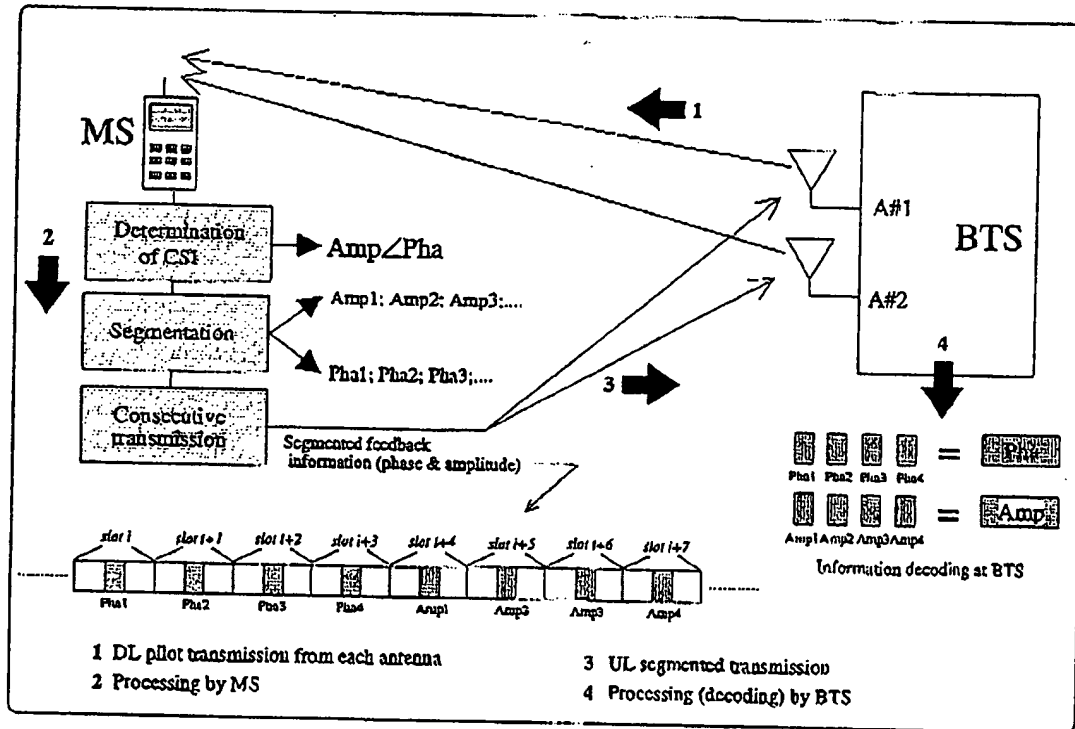 1
MS
A#1
BTS
Determination
of CSI
2
Amp∠Pha
A#2
Amp1; Amp2; Amp3;....
Segmentation
4
Pha1; Pha2; Pha3;....
3
Consecutive
transmission
Segmented feedback
information (phase & amplitude)
= Pha
Pha1 Pha2 Pha3 Pha4
= Amp
Amp1 Amp2 Amp3 Amp4
Information decoding at BTS
slot i slot i+1 slot i+2 slot i+3 slot i+4 slot i+5 slot i+6 slot i+7
Pha1 Pha2 Pha3 Pha4 Amp1 Amp3 Amp3 Amp4
1 DL pilot transmission from each antenna
2 Processing by MS
3 UL segmented transmission
4 Processing (decoding) by BTS